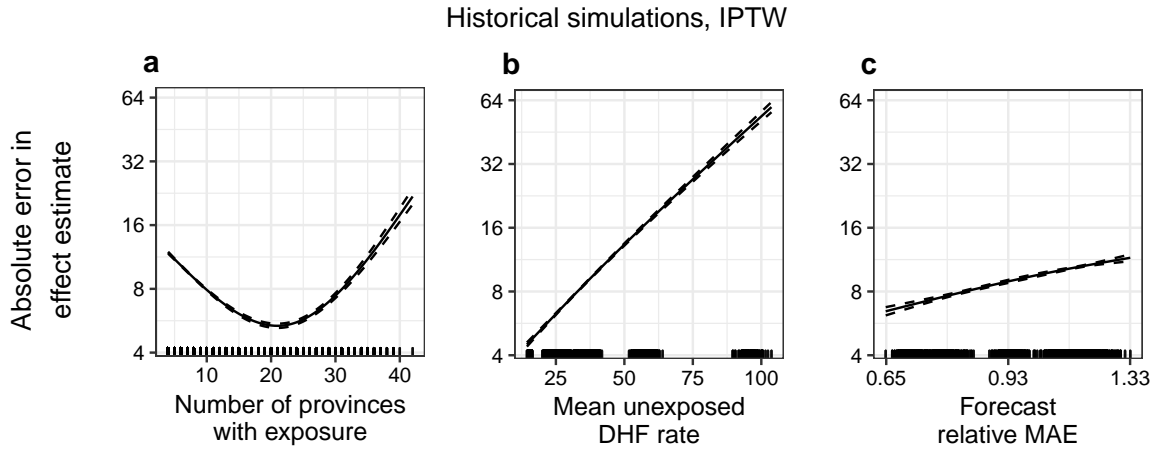 Historical simulations, IPTW
a
b
c
Absolute error in
effect estimate
64
32
16
8
4
10
20
30
40
Number of provinces
with exposure
64
32
16
8
4
25
50
75
100
Mean unexposed
DHF rate
64
32
16
8
4
0.65
0.93
1.33
Forecast
relative MAE